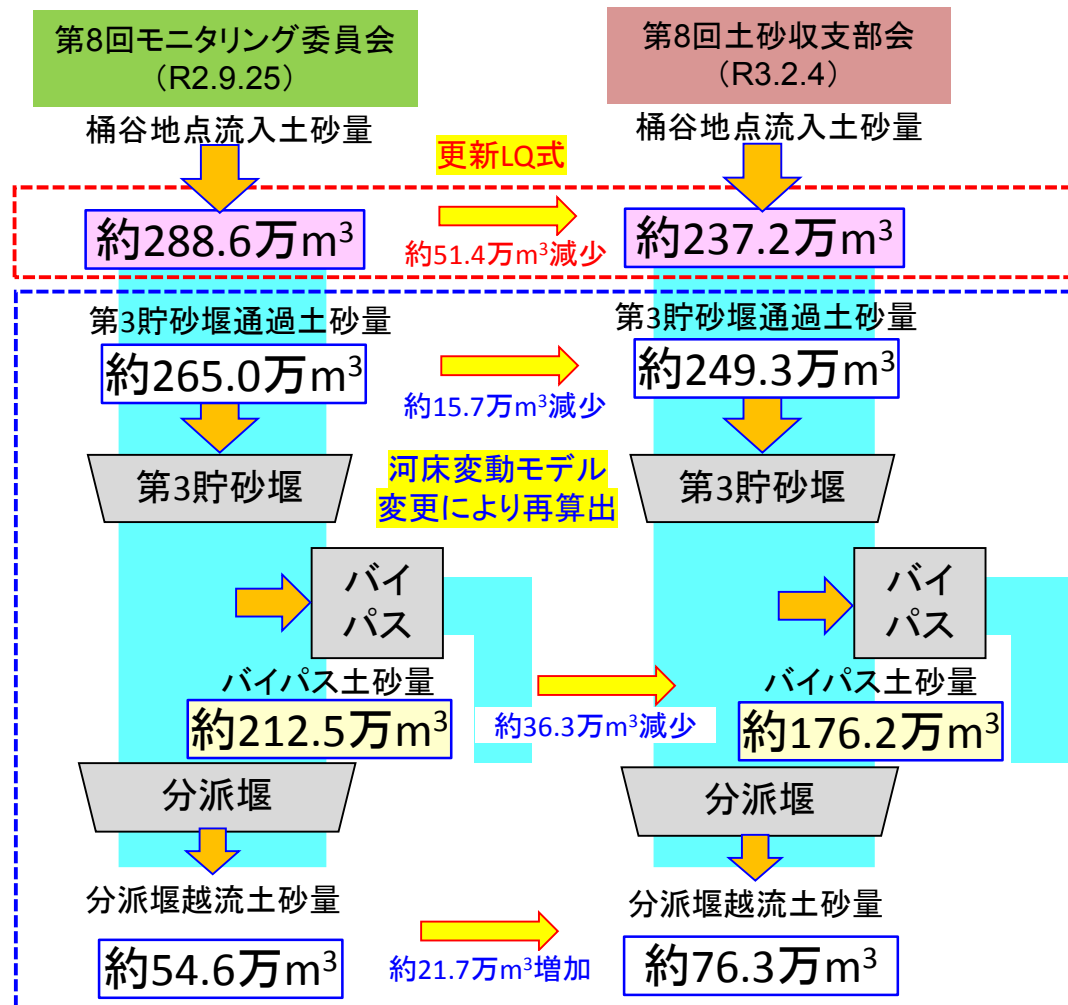 第8回モニタリング委員会
（R2.9.25）
桶谷地点流入土砂量
約288.6万m³
第3貯砂堰通過土砂量
約265.0万m³
第3貯砂堰
バイ
パス
バイパス土砂量
約212.5万m³
分派堰
分派堰越流土砂量
約54.6万m³
更新LQ式
約51.4万m³減少
約15.7万m³減少
河床変動モデル
変更により再算出
約36.3万m³減少
約21.7万m³増加
第8回土砂収支部会
（R3.2.4）
桶谷地点流入土砂量
約237.2万m³
第3貯砂堰通過土砂量
約249.3万m³
第3貯砂堰
バイ
パス
バイパス土砂量
約176.2万m³
分派堰
分派堰越流土砂量
約76.3万m³